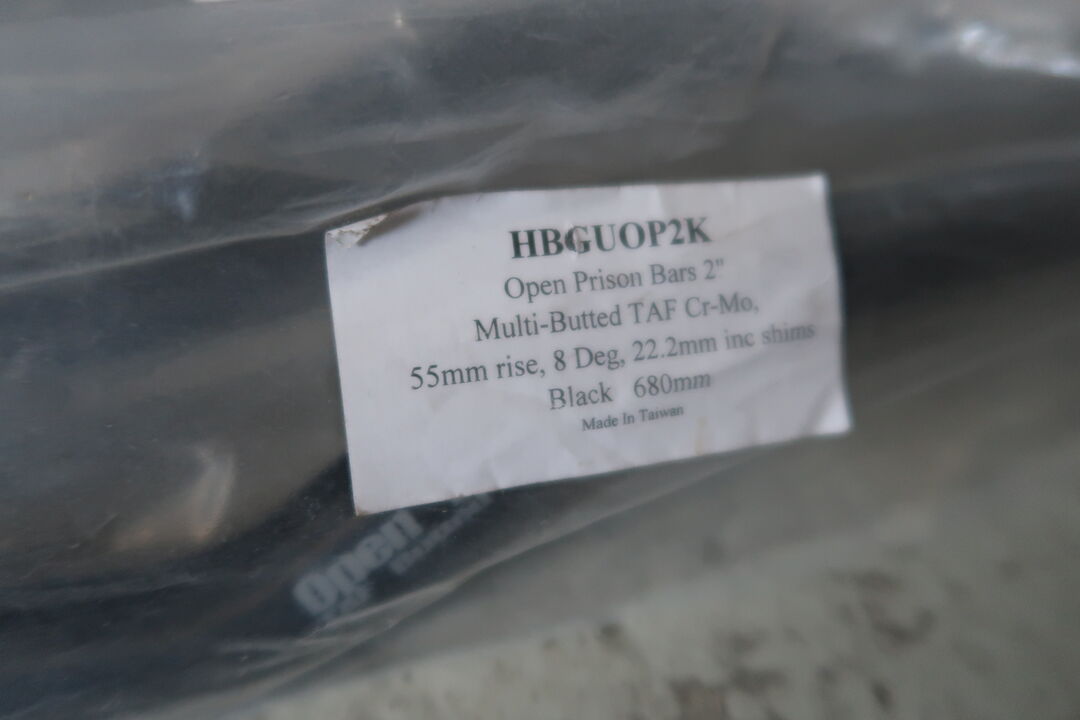 HBGUOP2K
Open Prison Bars 2"
Multi-Butted TAF Cr-Mo,
55mm rise, 8 Deg, 22.2mm inc shims
Black 680mm
Made In Taiwan
Open